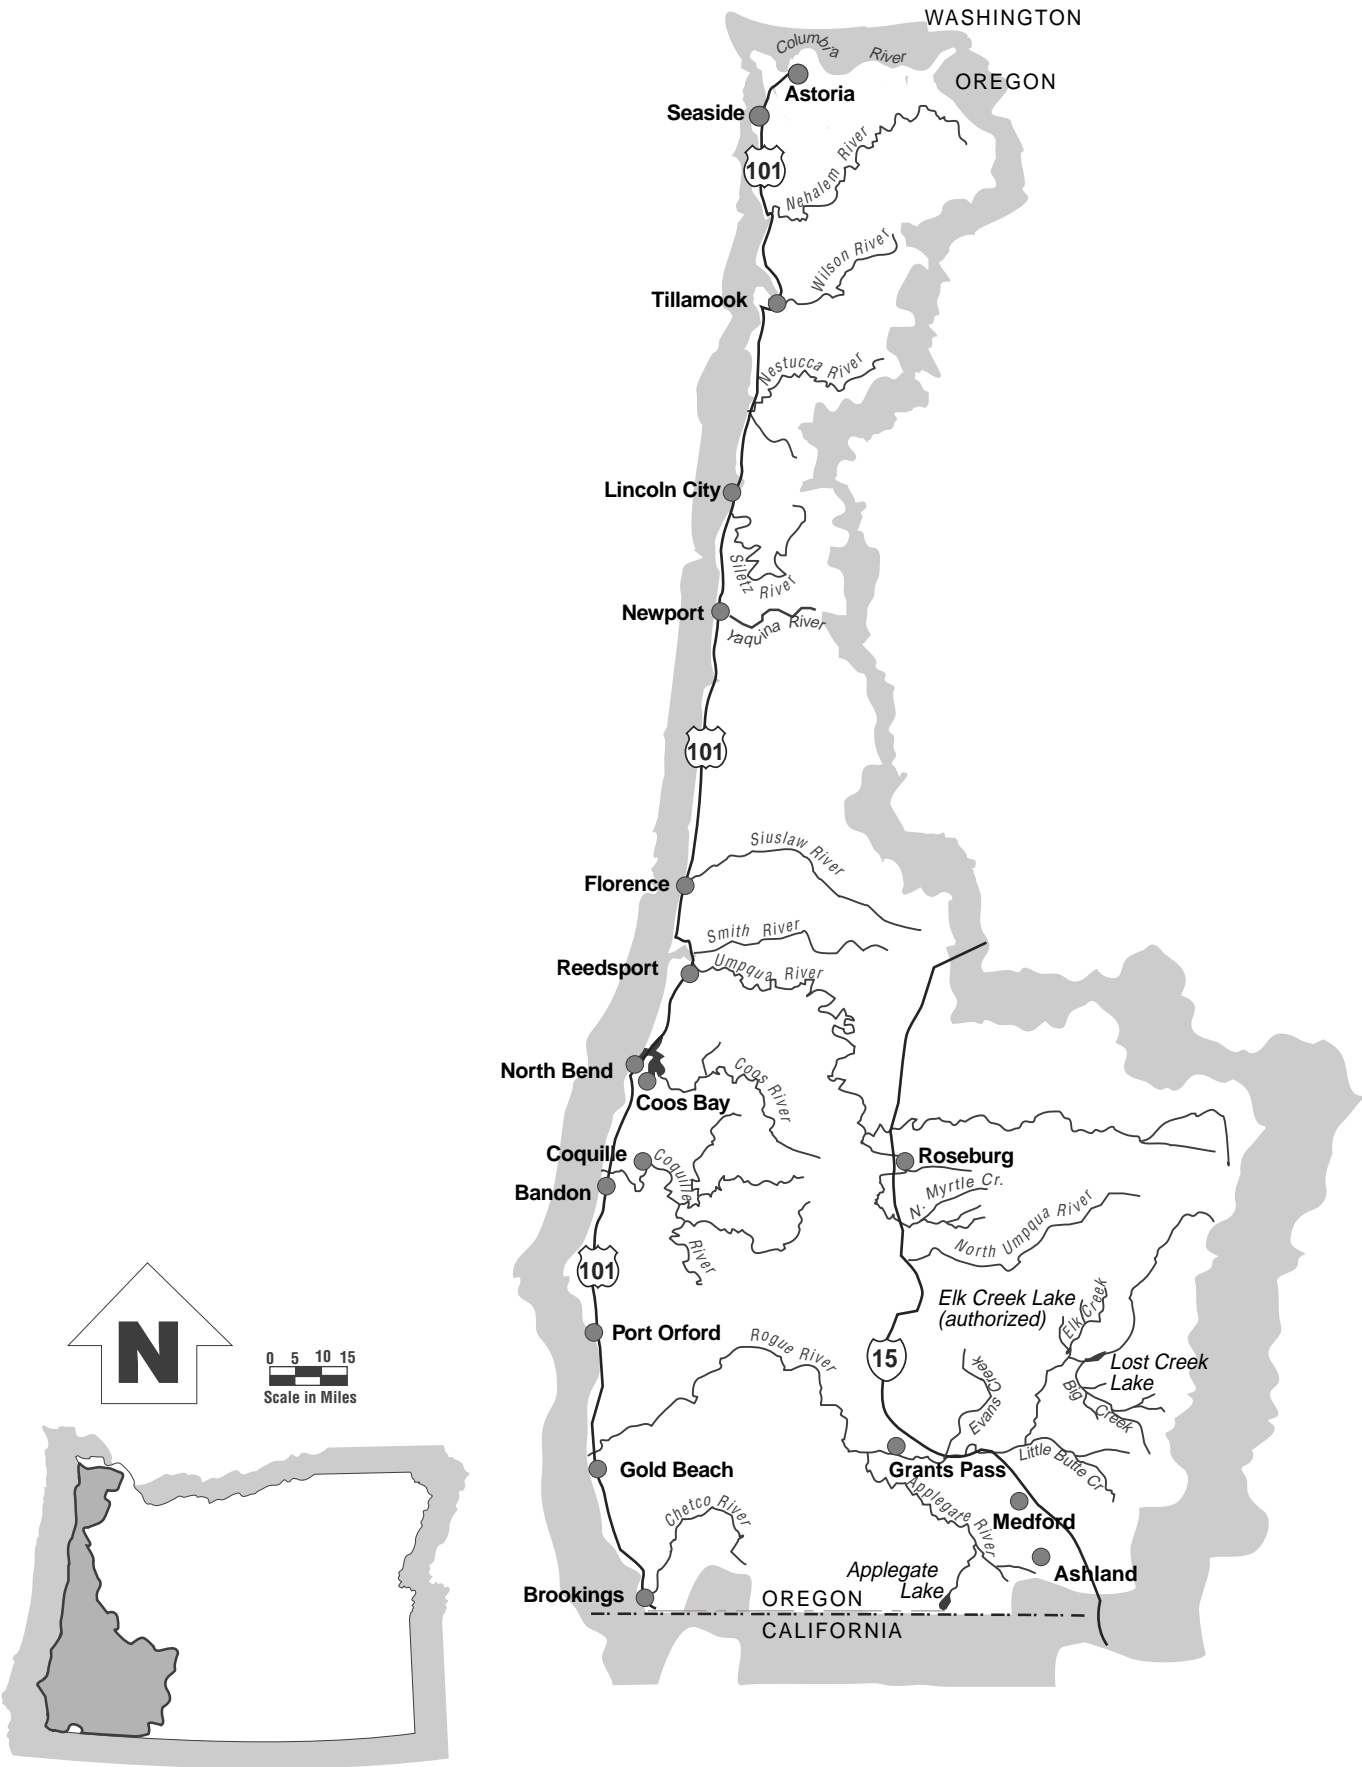 WASHINGTON
Columbia River
OREGON
Astoria
Seaside
101
Nehalem River
Wilson River
Tillamook
Nestucca River
Lincoln City
Siletz River
Newport
Yaquina River
101
Siuslaw River
Florence
Smith River
Reedsport
Umpqua River
North Bend
Coos River
Coos Bay
Coquille
Coquille River
Roseburg
Bandon
N. Myrtle Cr.
North Umpqua River
101
Elk Creek Lake
(authorized)
Elk Creek
Port Orford
Rogue River
15
Lost Creek
Lake
Big Creek
Evans Creek
N
0 5 10 15
Scale in Miles
Little Butte Cr
Gold Beach
Grants Pass
Applegate River
Chetco River
Medford
Applegate
Lake
Ashland
Brookings
OREGON
CALIFORNIA